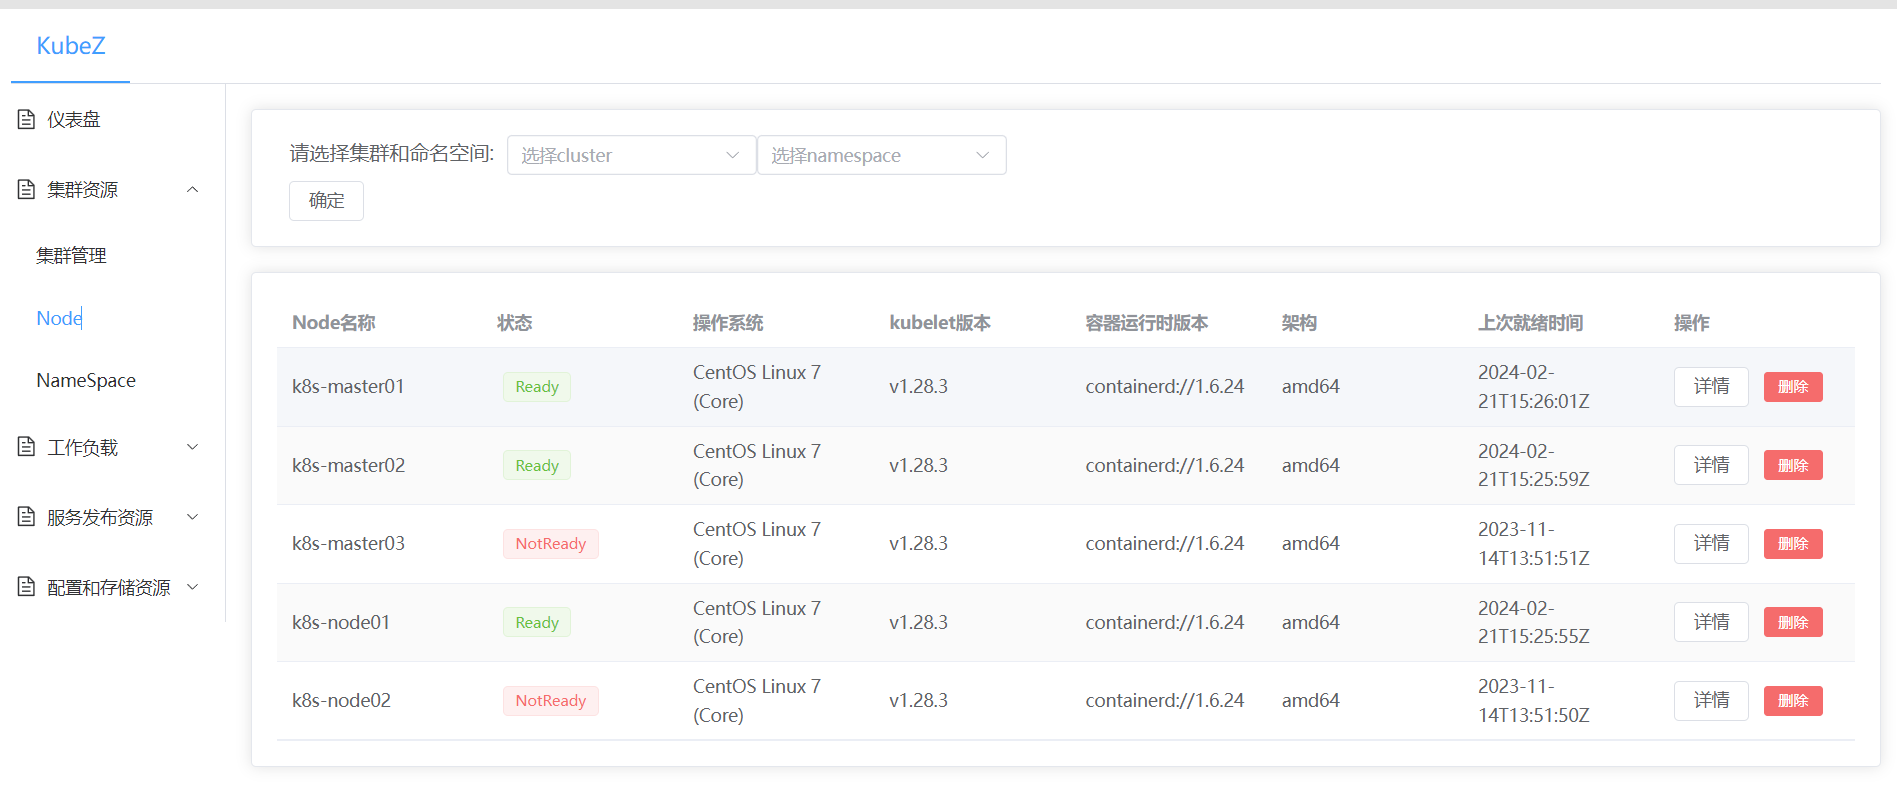 KubeZ
仪表盘
集群资源
集群管理
Node
NameSpace
工作负载
服务发布资源
配置和存储资源
请选择集群和命名空间: 选择cluster 选择namespace
确定
Node名称 状态 操作系统 kubelet版本 容器运行时版本 架构 上次就绪时间 操作
k8s-master01 Ready CentOS Linux 7 (Core) v1.28.3 containerd://1.6.24 amd64 2024-02-21T15:26:01Z 详情 删除
k8s-master02 Ready CentOS Linux 7 (Core) v1.28.3 containerd://1.6.24 amd64 2024-02-21T15:25:59Z 详情 删除
k8s-master03 NotReady CentOS Linux 7 (Core) v1.28.3 containerd://1.6.24 amd64 2023-11-14T13:51:51Z 详情 删除
k8s-node01 Ready CentOS Linux 7 (Core) v1.28.3 containerd://1.6.24 amd64 2024-02-21T15:25:55Z 详情 删除
k8s-node02 NotReady CentOS Linux 7 (Core) v1.28.3 containerd://1.6.24 amd64 2023-11-14T13:51:50Z 详情 删除